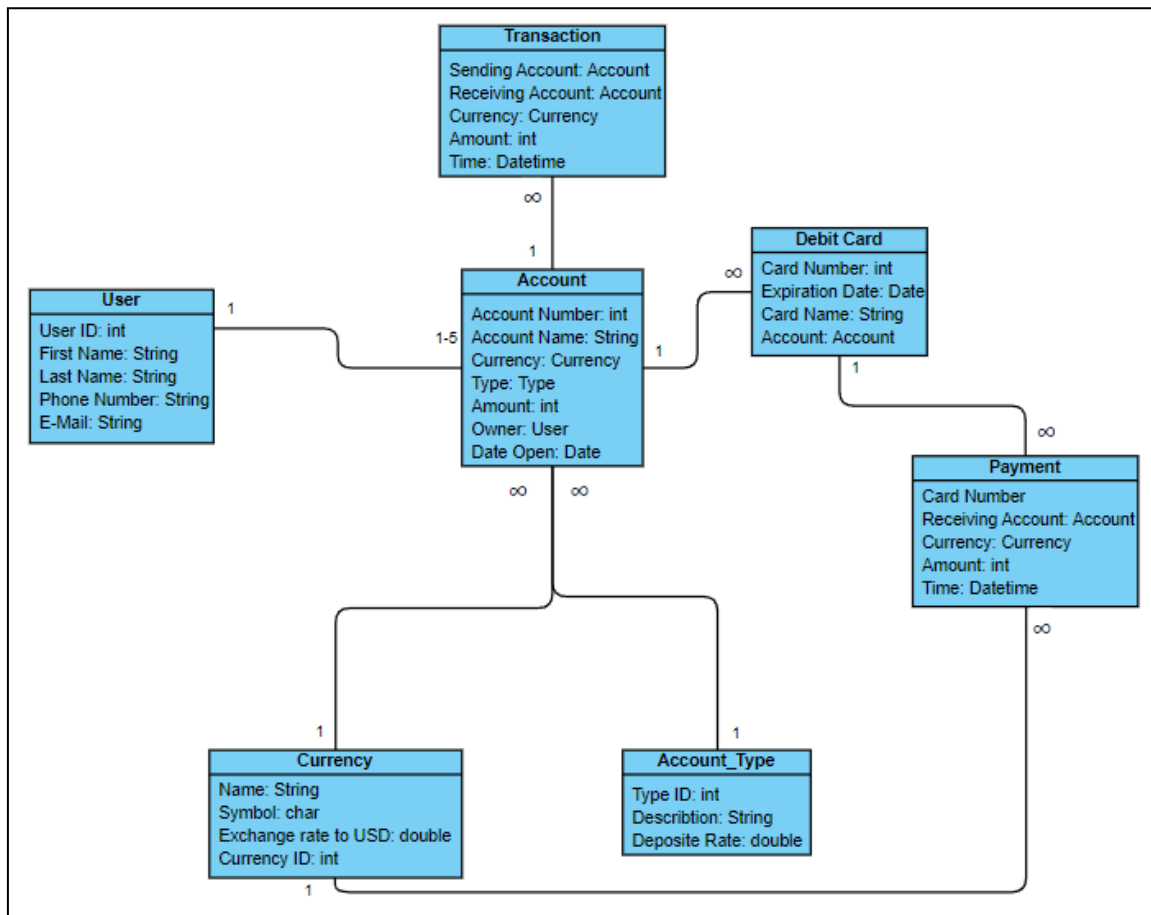 Transaction
Sending Account: Account
Receiving Account: Account
Currency: Currency
Amount: int
Time: Datetime
∞
1
Debit Card
Card Number: int
Expiration Date: Date
Card Name: String
Account: Account
∞
1
1
User
User ID: int
First Name: String
Last Name: String
Phone Number: String
E-Mail: String
1
1-5
Account
Account Number: int
Account Name: String
Currency: Currency
Type: Type
Amount: int
Owner: User
Date Open: Date
∞
∞
∞
Payment
Card Number
Receiving Account: Account
Currency: Currency
Amount: int
Time: Datetime
∞
1
1
Currency
Name: String
Symbol: char
Exchange rate to USD: double
Currency ID: int
1
Account_Type
Type ID: int
Describtion: String
Deposite Rate: double